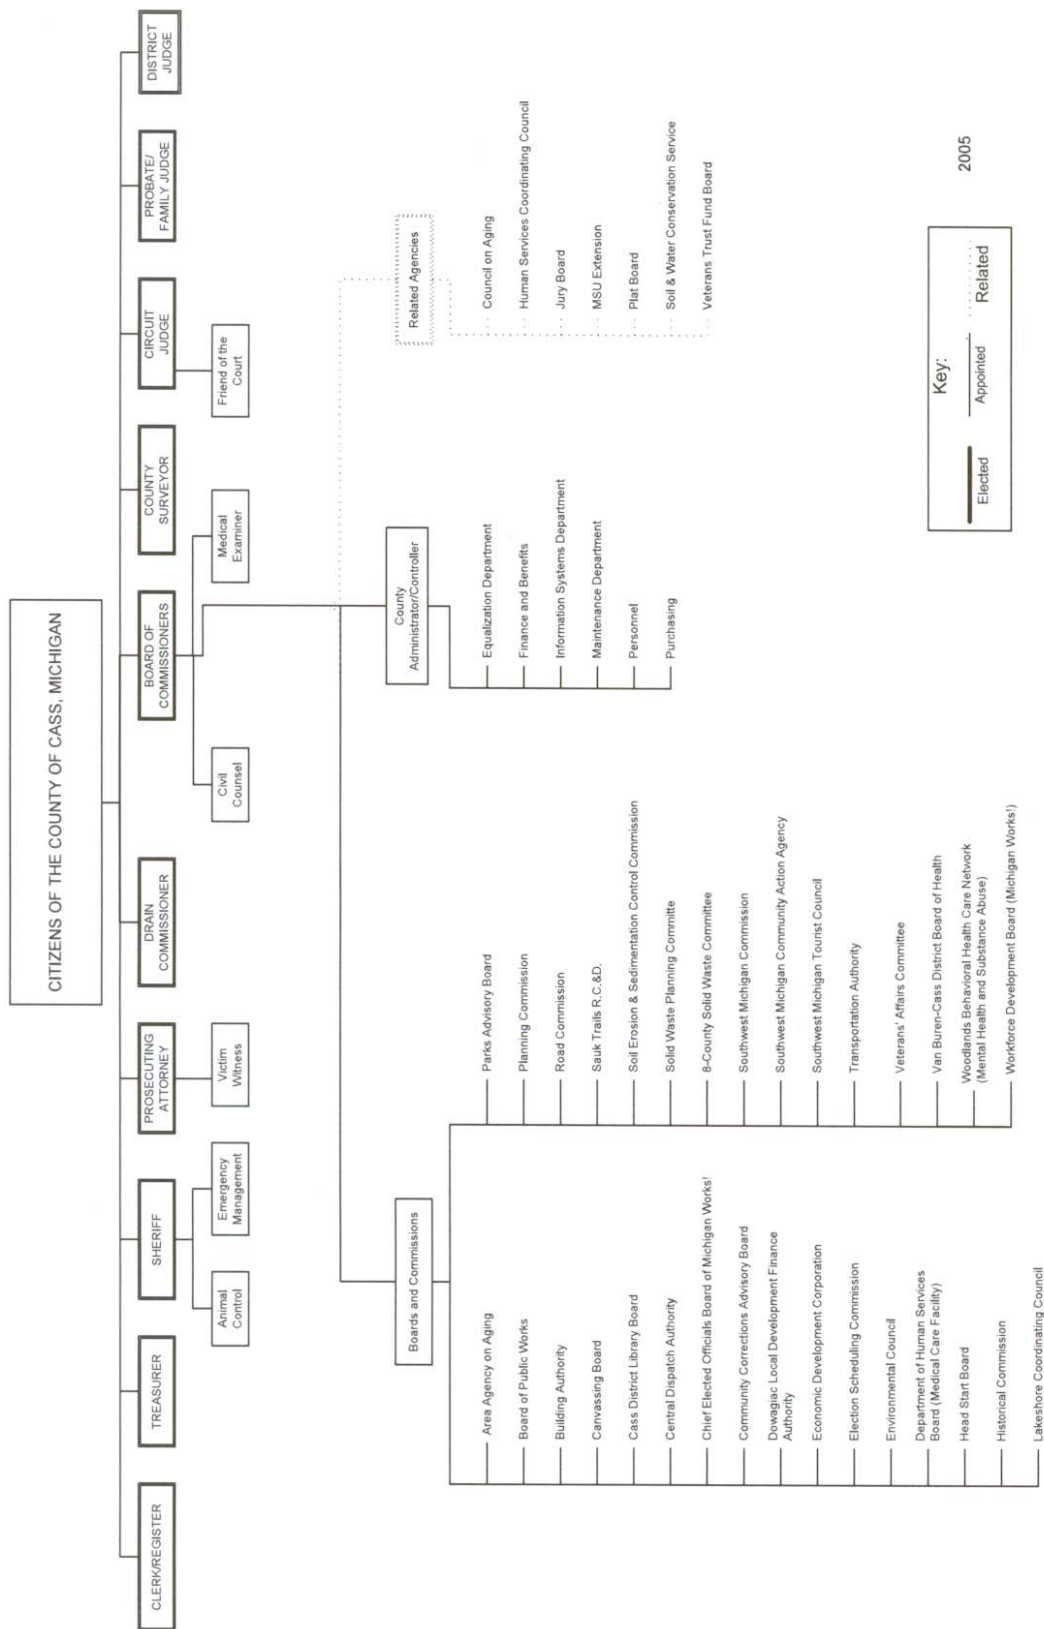 CITIZENS OF THE COUNTY OF CASS, MICHIGAN
CLERK/REGISTER
TREASURER
SHERIFF
PROSECUTING
ATTORNEY
DRAIN
COMMISSIONER
BOARD OF
COMMISSIONERS
COUNTY
SURVEYOR
CIRCUIT
JUDGE
PROBATE/
FAMILY JUDGE
DISTRICT
JUDGE
Animal
Control
Emergency
Management
Victim
Witness
Civil
Counsel
Medical
Examiner
Friend of the
Court
Boards and Commissions
Area Agency on Aging
Board of Public Works
Building Authority
Canvassing Board
Cass District Library Board
Central Dispatch Authority
Chief Elected Officials Board of Michigan Works!
Community Corrections Advisory Board
Dowagiac Local Development Finance
Authority
Economic Development Corporation
Election Scheduling Commission
Environmental Council
Department of Human Services
Board (Medical Care Facility)
Head Start Board
Historical Commission
Lakeshore Coordinating Council
Parks Advisory Board
Planning Commission
Road Commission
Sauk Trails R.C.&D.
Soil Erosion & Sedimentation Control Commission
Solid Waste Planning Committe
8-County Solid Waste Committee
Southwest Michigan Commission
Southwest Michigan Community Action Agency
Southwest Michigan Tourist Council
Transportation Authority
Veterans' Affairs Committee
Van Buren-Cass District Board of Health
Woodlands Behavioral Health Care Network
(Mental Health and Substance Abuse)
Workforce Development Board (Michigan Works!)
County
Administrator/Controller
Equalization Department
Finance and Benefits
Information Systems Department
Maintenance Department
Personnel
Purchasing
Related Agencies
Council on Aging
Human Services Coordinating Council
Jury Board
MSU Extension
Plat Board
Soil & Water Conservation Service
Veterans Trust Fund Board
Key:
Elected
Appointed
Related
2005